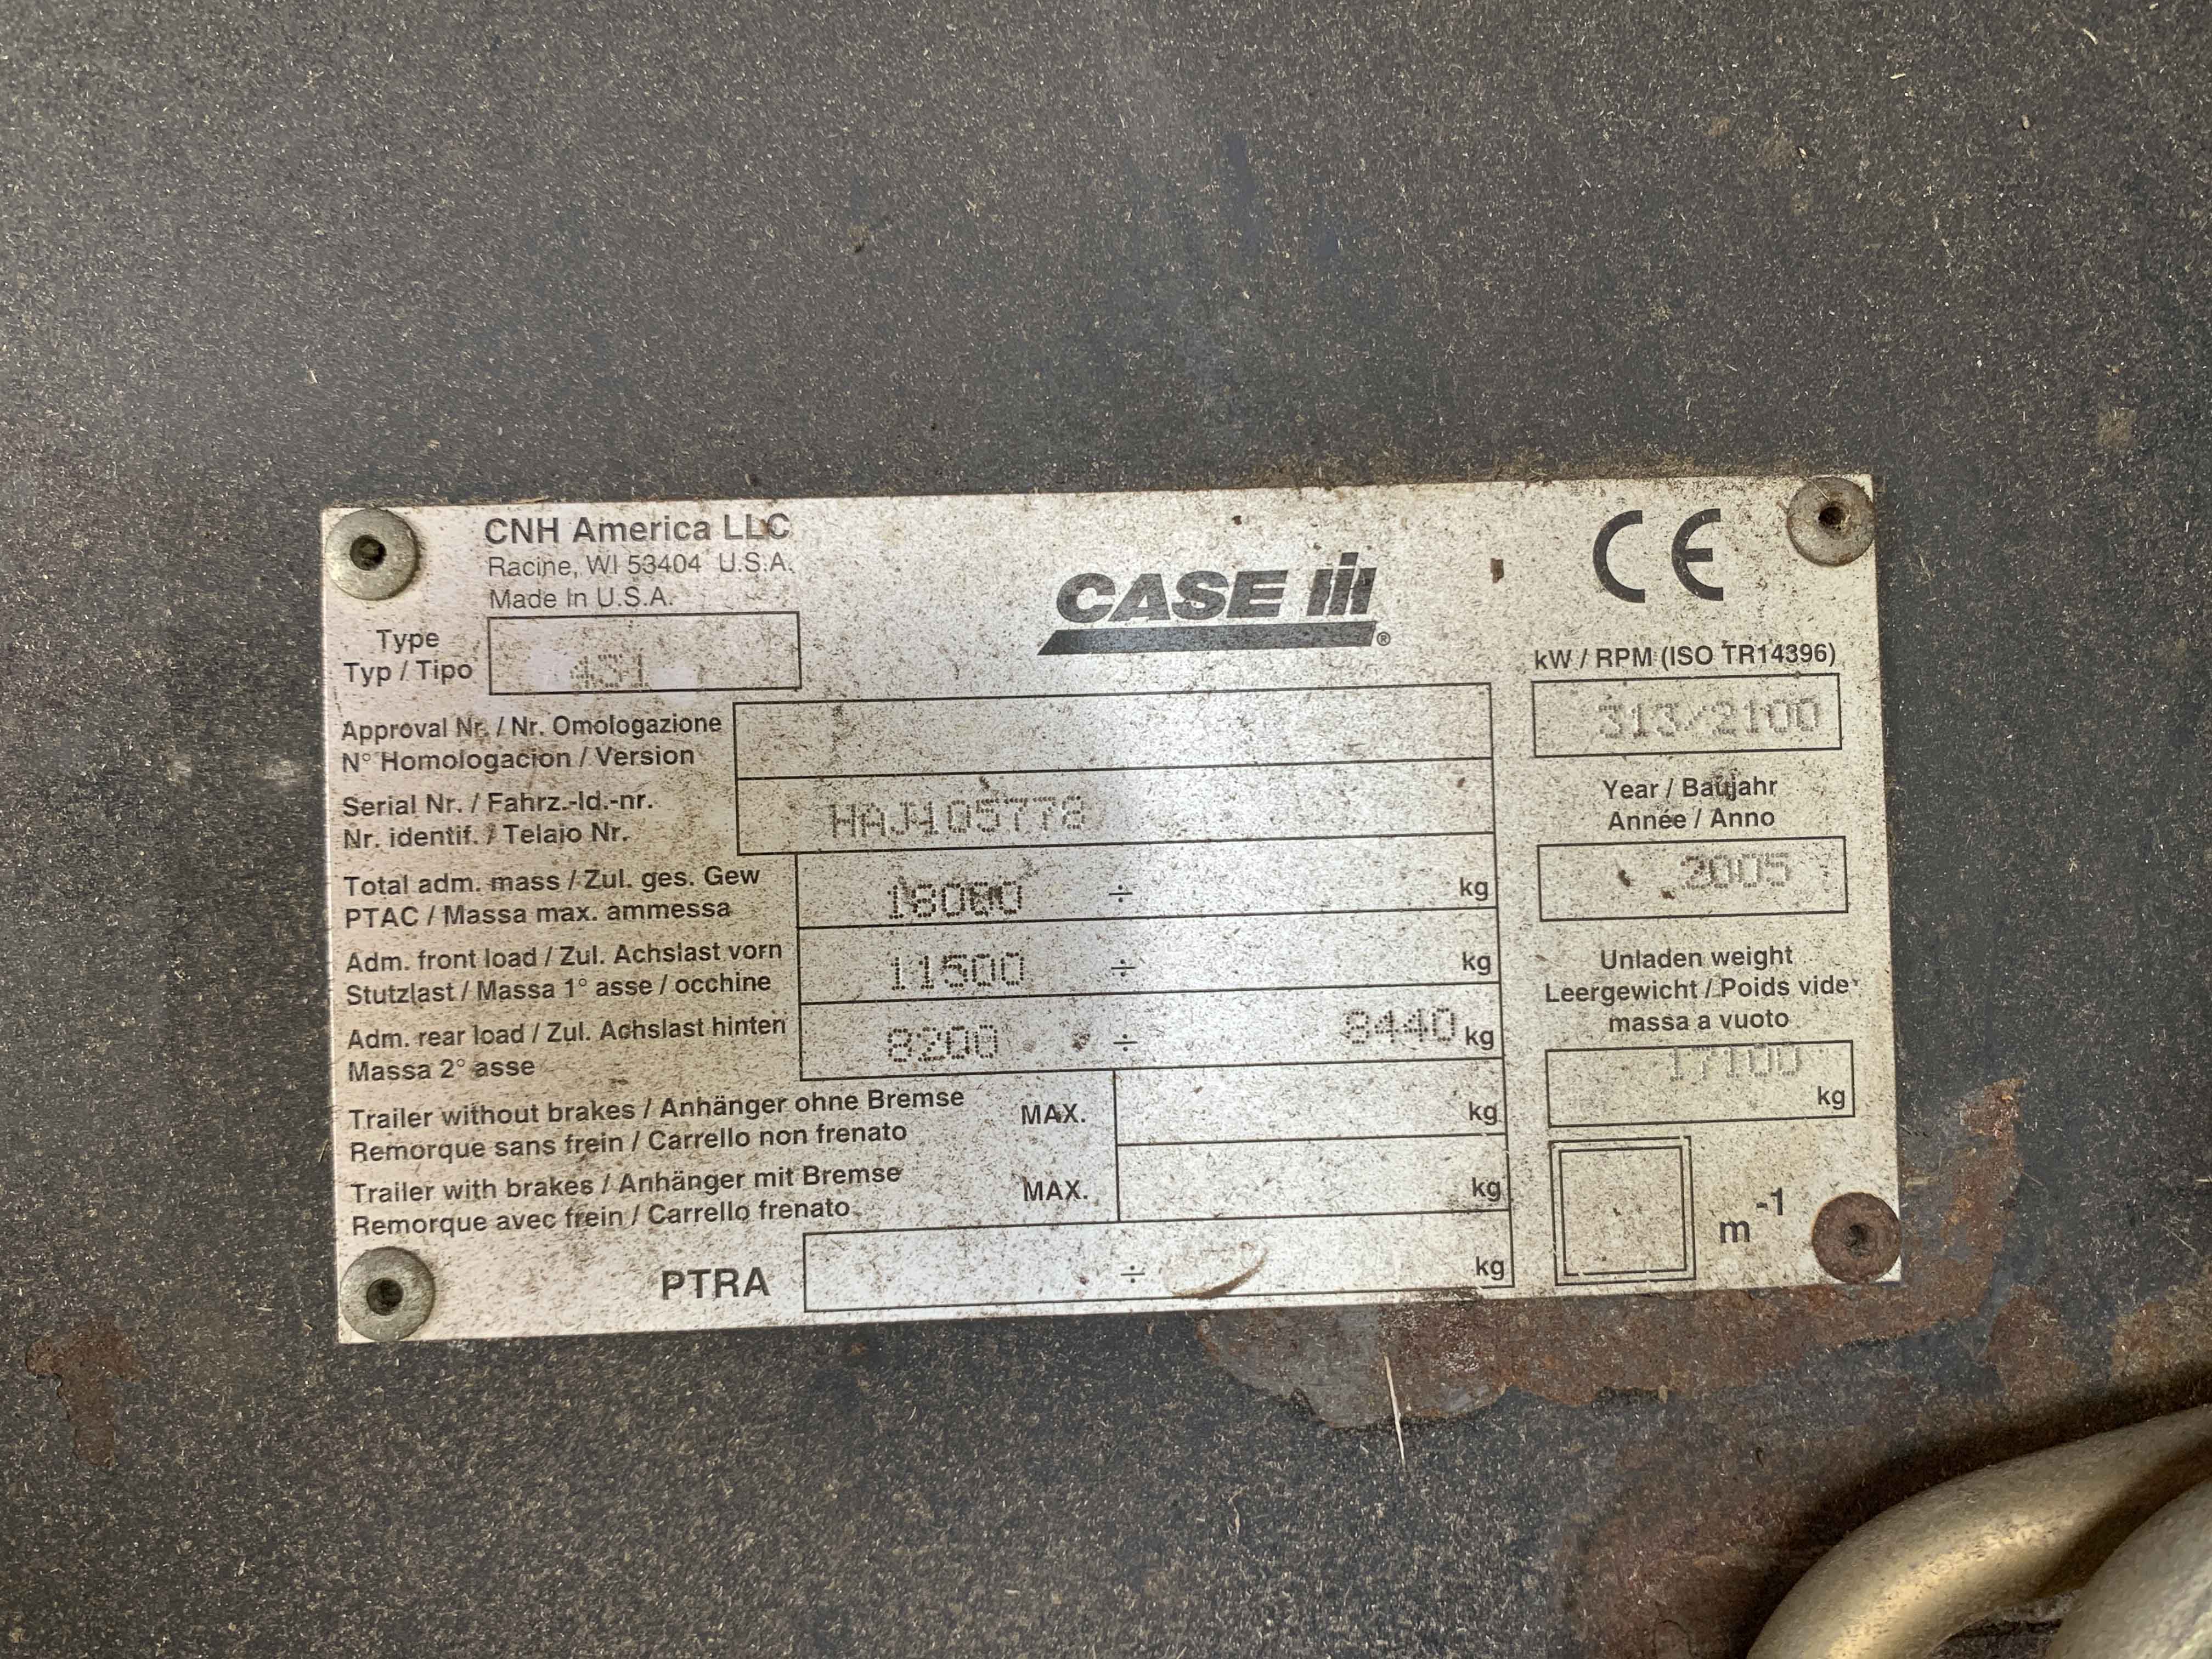 CNH America LLC
Racine, WI 53404 U.S.A.
Made In U.S.A.
CASE IH®
CE
Type
Typ / Tipo
431
kW / RPM (ISO TR14396)
313/2100
Approval Nr. / Nr. Omologazione
N° Homologacion / Version
Serial Nr. / Fahrz.-Id.-nr.
Nr. identif. / Telaio Nr.
HAJ105778
Year / Baujahr
Année / Anno
2005
Total adm. mass / Zul. ges. Gew
PTAC / Massa max. ammessa
18000 ÷ kg
Adm. front load / Zul. Achslast vorn
Stutzlast / Massa 1° asse / occhine
11500 ÷ kg
Adm. rear load / Zul. Achslast hinten
Massa 2° asse
8200 ÷ 8440 kg
Unladen weight
Leergewicht / Poids vide
massa a vuoto
17100
kg
Trailer without brakes / Anhänger ohne Bremse
Remorque sans frein / Carrello non frenato
MAX. kg
Trailer with brakes / Anhänger mit Bremse
Remorque avec frein / Carrello frenato
MAX. kg
PTRA ÷ kg
m-1